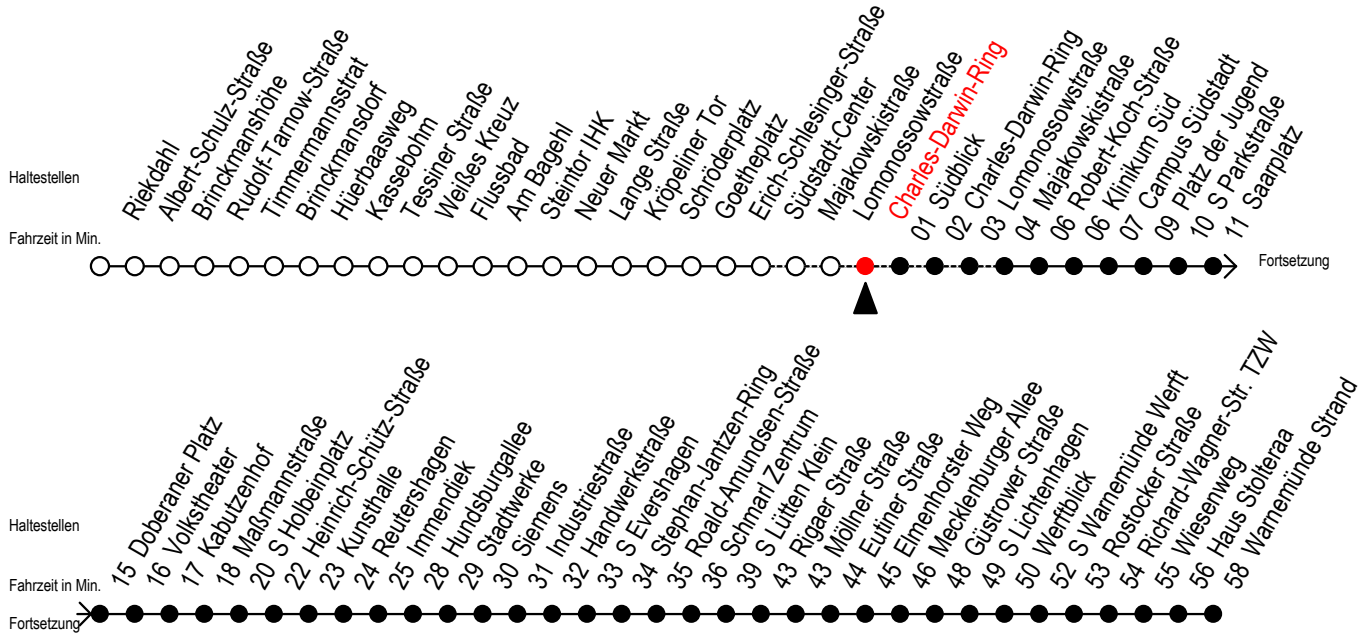 Haltestellen
Riekdahl
Albert-Schulz-Straße
Brinckmanshöhe
Rudolf-Tarnow-Straße
Timmermannsstrat
Brinckmansdorf
Hüerbaasweg
Kassebohm
Tessiner Straße
Weißes Kreuz
Flussbad
Am Bagehl
Steintor IHK
Neuer Markt
Lange Straße
Kröpeliner Tor
Schröderplatz
Goetheplatz
Erich-Schlesinger-Straße
Südstadt-Center
Majakowskistraße
Lomonossowstraße
Charles-Darwin-Ring
01 Südblick
02 Charles-Darwin-Ring
03 Lomonossowstraße
04 Majakowskistraße
06 Robert-Koch-Straße
06 Klinikum Süd
07 Campus Südstadt
09 Platz der Jugend
10 S Parkstraße
11 Saarplatz
Fahrzeit in Min.
Fortsetzung
Haltestellen
15 Doberaner Platz
16 Volkstheater
17 Kabutzenhof
18 Maßmannstraße
20 S Holbeinplatz
22 Heinrich-Schütz-Straße
23 Kunsthalle
24 Reutershagen
25 Immendiek
28 Hundsburgallee
29 Stadtwerke
30 Siemens
31 Industriestraße
32 Handwerkstraße
33 S Evershagen
34 Stephan-Jantzen-Ring
35 Roald-Amundsen-Straße
36 Schmarl Zentrum
39 S Lütten Klein
43 Rigaer Straße
43 Möllner Straße
44 Eutiner Straße
45 Elmenhorster Weg
46 Mecklenburger Allee
48 Güstrower Straße
49 S Lichtenhagen
50 Werftblick
52 S Warnemünde Werft
53 Rostocker Straße
54 Richard-Wagner-Str. TZW
55 Wiesenweg
56 Haus Stolteraa
58 Warnemünde Strand
Fahrzeit in Min.
Fortsetzung